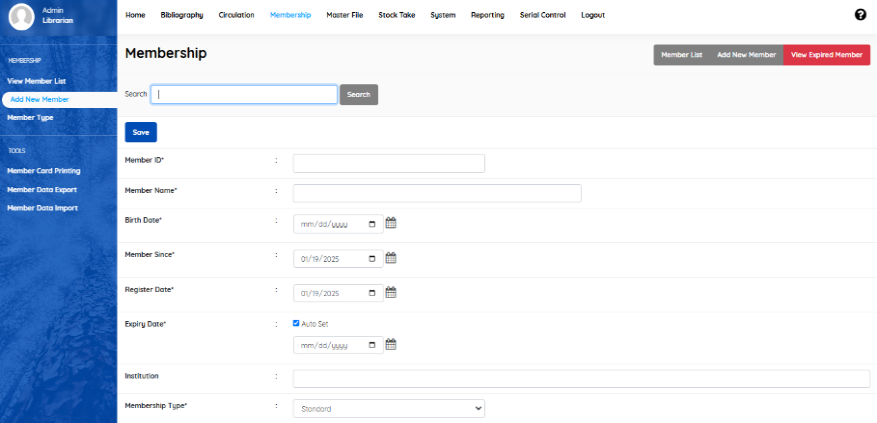 Admin
Librarian
Home Bibliography Circulation Membership Master File Stock Take System Reporting Serial Control Logout
MEMBERSHIP
View Member List
Add New Member
Member Type
TOOLS
Member Card Printing
Member Data Export
Member Data Import
Membership
Member List Add New Member View Expired Member
Search Search
Save
Member ID* :
Member Name* :
Birth Date* : mm/dd/yyyy
Member Since* : 01/19/2025
Register Date* : 01/19/2025
Expiry Date* : Auto Set
mm/dd/yyyy
Institution :
Membership Type* : Standard